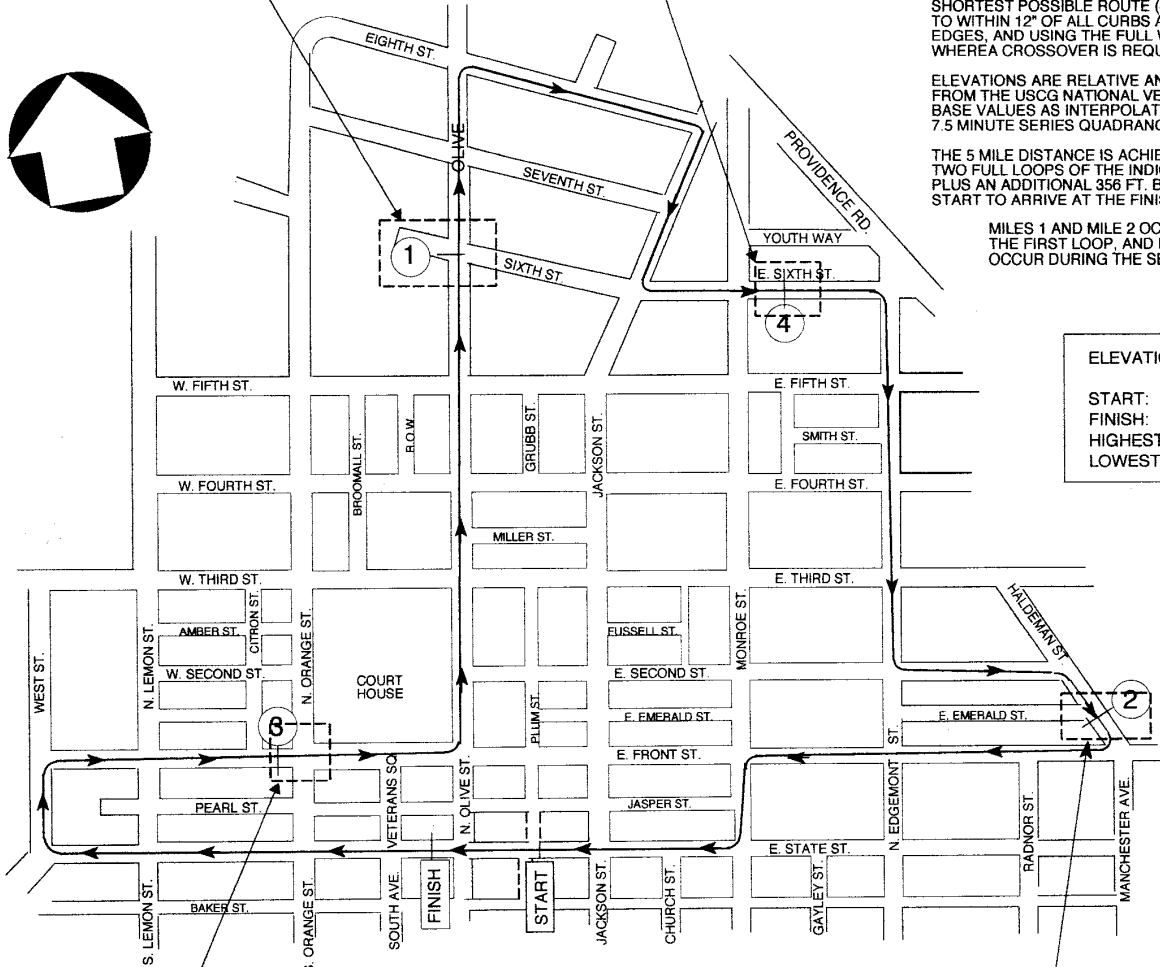 SHORTEST POSSIBLE ROUTE (
TO WITHIN 12" OF ALL CURBS A
EDGES, AND USING THE FULL W
WHEREA CROSSOVER IS REQU
ELEVATIONS ARE RELATIVE AN
FROM THE USCG NATIONAL VE
BASE VALUES AS INTERPOLAT
7.5 MINUTE SERIES QUADRANG
THE 5 MILE DISTANCE IS ACHIE
TWO FULL LOOPS OF THE INDI
PLUS AN ADDITIONAL 356 FT. B
START TO ARRIVE AT THE FINIS
MILES 1 AND MILE 2 OC
THE FIRST LOOP, AND
OCCUR DURING THE SE
ELEVATIO
START:
FINISH:
HIGHEST
LOWEST
EIGHTH ST.
OLIVE
SEVENTH ST.
PROVIDENCE RD.
YOUTH WAY
1
SIXTH ST.
E. SIXTH ST.
4
W. FIFTH ST.
E. FIFTH ST.
BROOMALL ST.
R.O.W.
GRUBB ST.
JACKSON ST.
SMITH ST.
W. FOURTH ST.
E. FOURTH ST.
MILLER ST.
W. THIRD ST.
E. THIRD ST.
WEST ST.
N. LEMON ST.
AMBER ST.
CITRON ST.
N. ORANGE ST.
FUSSELL ST.
MONROE ST.
HALDEMAN ST.
W. SECOND ST.
COURT
HOUSE
E. SECOND ST.
PLUM ST.
E. EMERALD ST.
E. EMERALD ST.
2
3
E. FRONT ST.
VETERANS SQ.
N. OLIVE ST.
N. EDGEMONT ST.
PEARL ST.
JASPER ST.
RADNOR ST.
MANCHESTER AVE.
E. STATE ST.
S. LEMON ST.
BAKER ST.
S. ORANGE ST.
SOUTH AVE.
FINISH
START
JACKSON ST.
CHURCH ST.
GAYLEY ST.